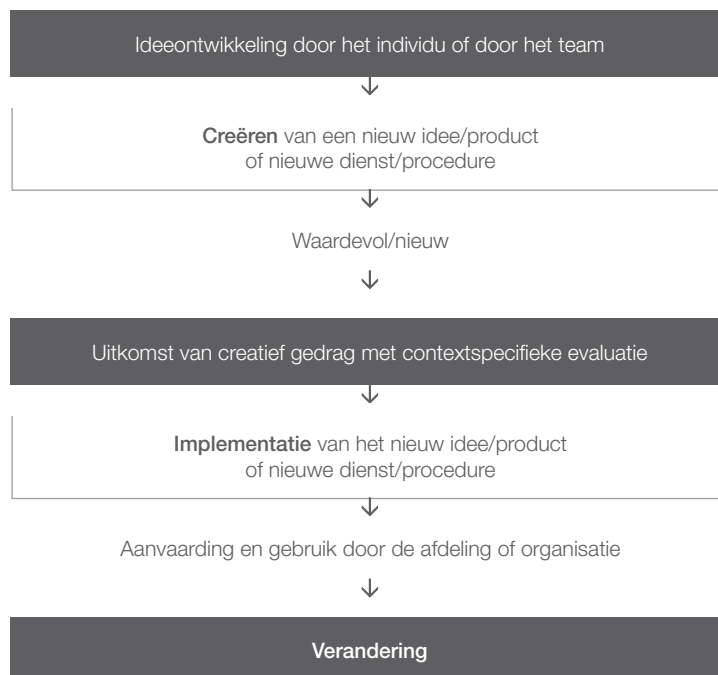 Ideeontwikkeling door het individu of door het team
Creëren van een nieuw idee/product
of nieuwe dienst/procedure
Waardevol/nieuw
Uitkomst van creatief gedrag met contextspecifieke evaluatie
Implementatie van het nieuw idee/product
of nieuwe dienst/procedure
Aanvaarding en gebruik door de afdeling of organisatie
Verandering